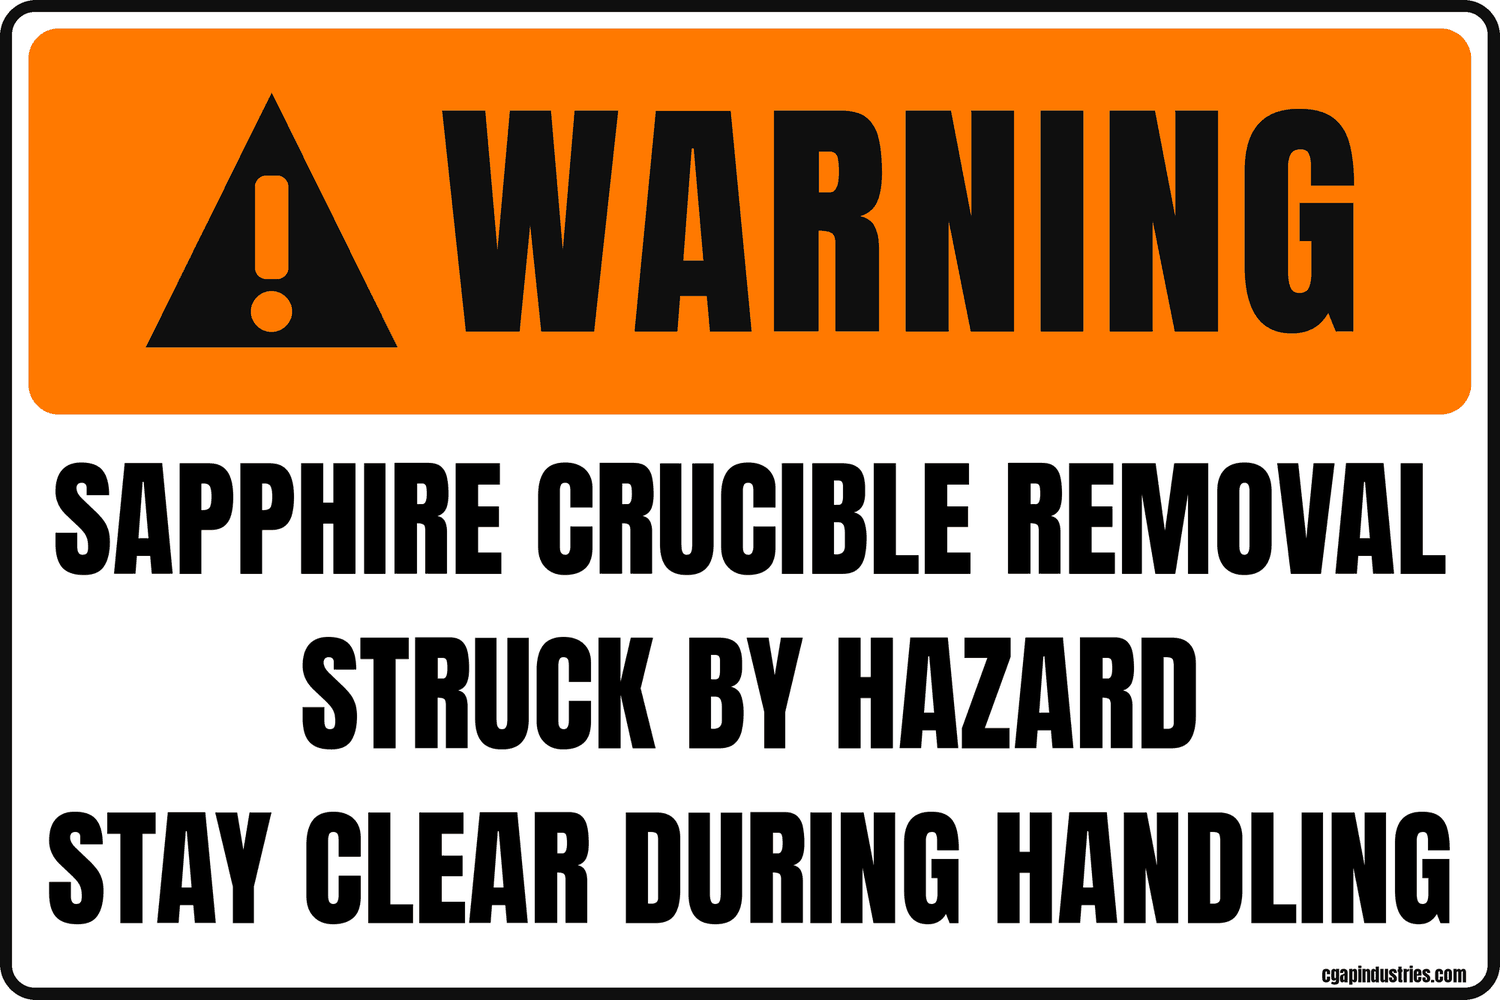 WARNING
SAPPHIRE CRUCIBLE REMOVAL
STRUCK BY HAZARD
STAY CLEAR DURING HANDLING
cgapindustries.com